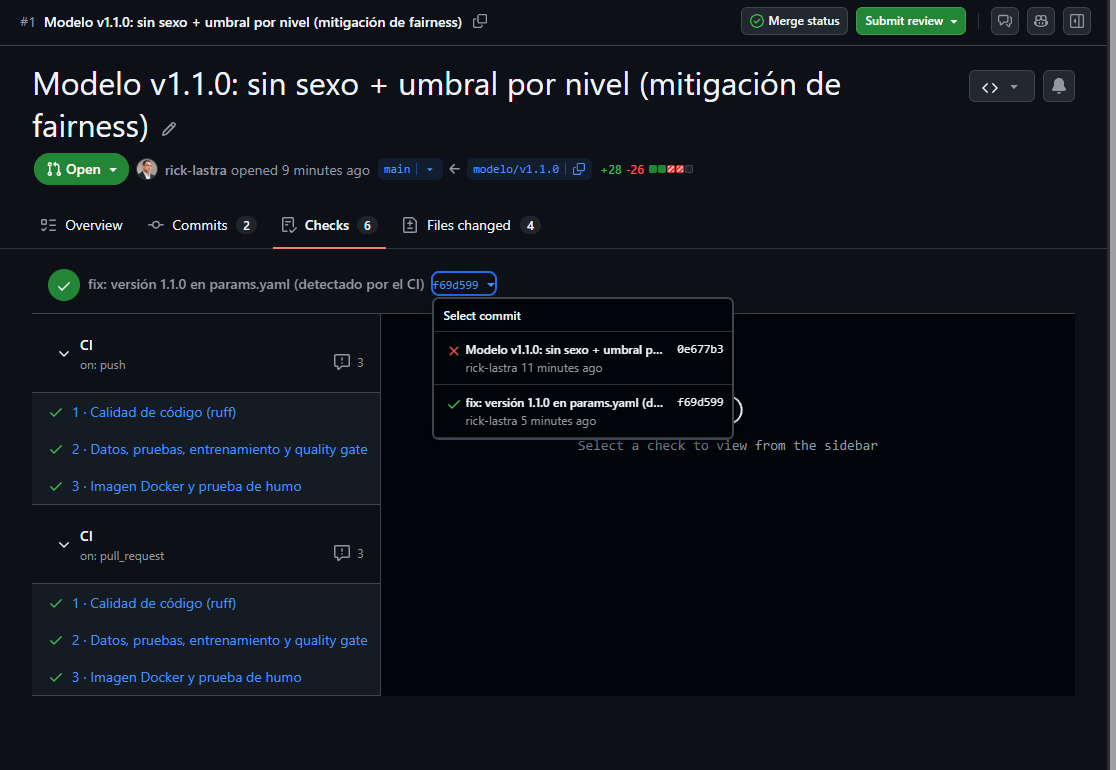 #1 Modelo v1.1.0: sin sexo + umbral por nivel (mitigación de fairness)
Merge status
Submit review
Modelo v1.1.0: sin sexo + umbral por nivel (mitigación de
fairness)
Open
rick-lastra opened 9 minutes ago
main
modelo/v1.1.0
+28 -26
Overview
Commits 2
Checks 6
Files changed 4
fix: versión 1.1.0 en params.yaml (detectado por el CI)
f69d599
Select commit
Modelo v1.1.0: sin sexo + umbral p... 0e677b3
rick-lastra 11 minutes ago
fix: versión 1.1.0 en params.yaml (d... f69d599
rick-lastra 5 minutes ago
Select a check to view from the sidebar
CI
on: push
3
1 · Calidad de código (ruff)
2 · Datos, pruebas, entrenamiento y quality gate
3 · Imagen Docker y prueba de humo
CI
on: pull_request
3
1 · Calidad de código (ruff)
2 · Datos, pruebas, entrenamiento y quality gate
3 · Imagen Docker y prueba de humo